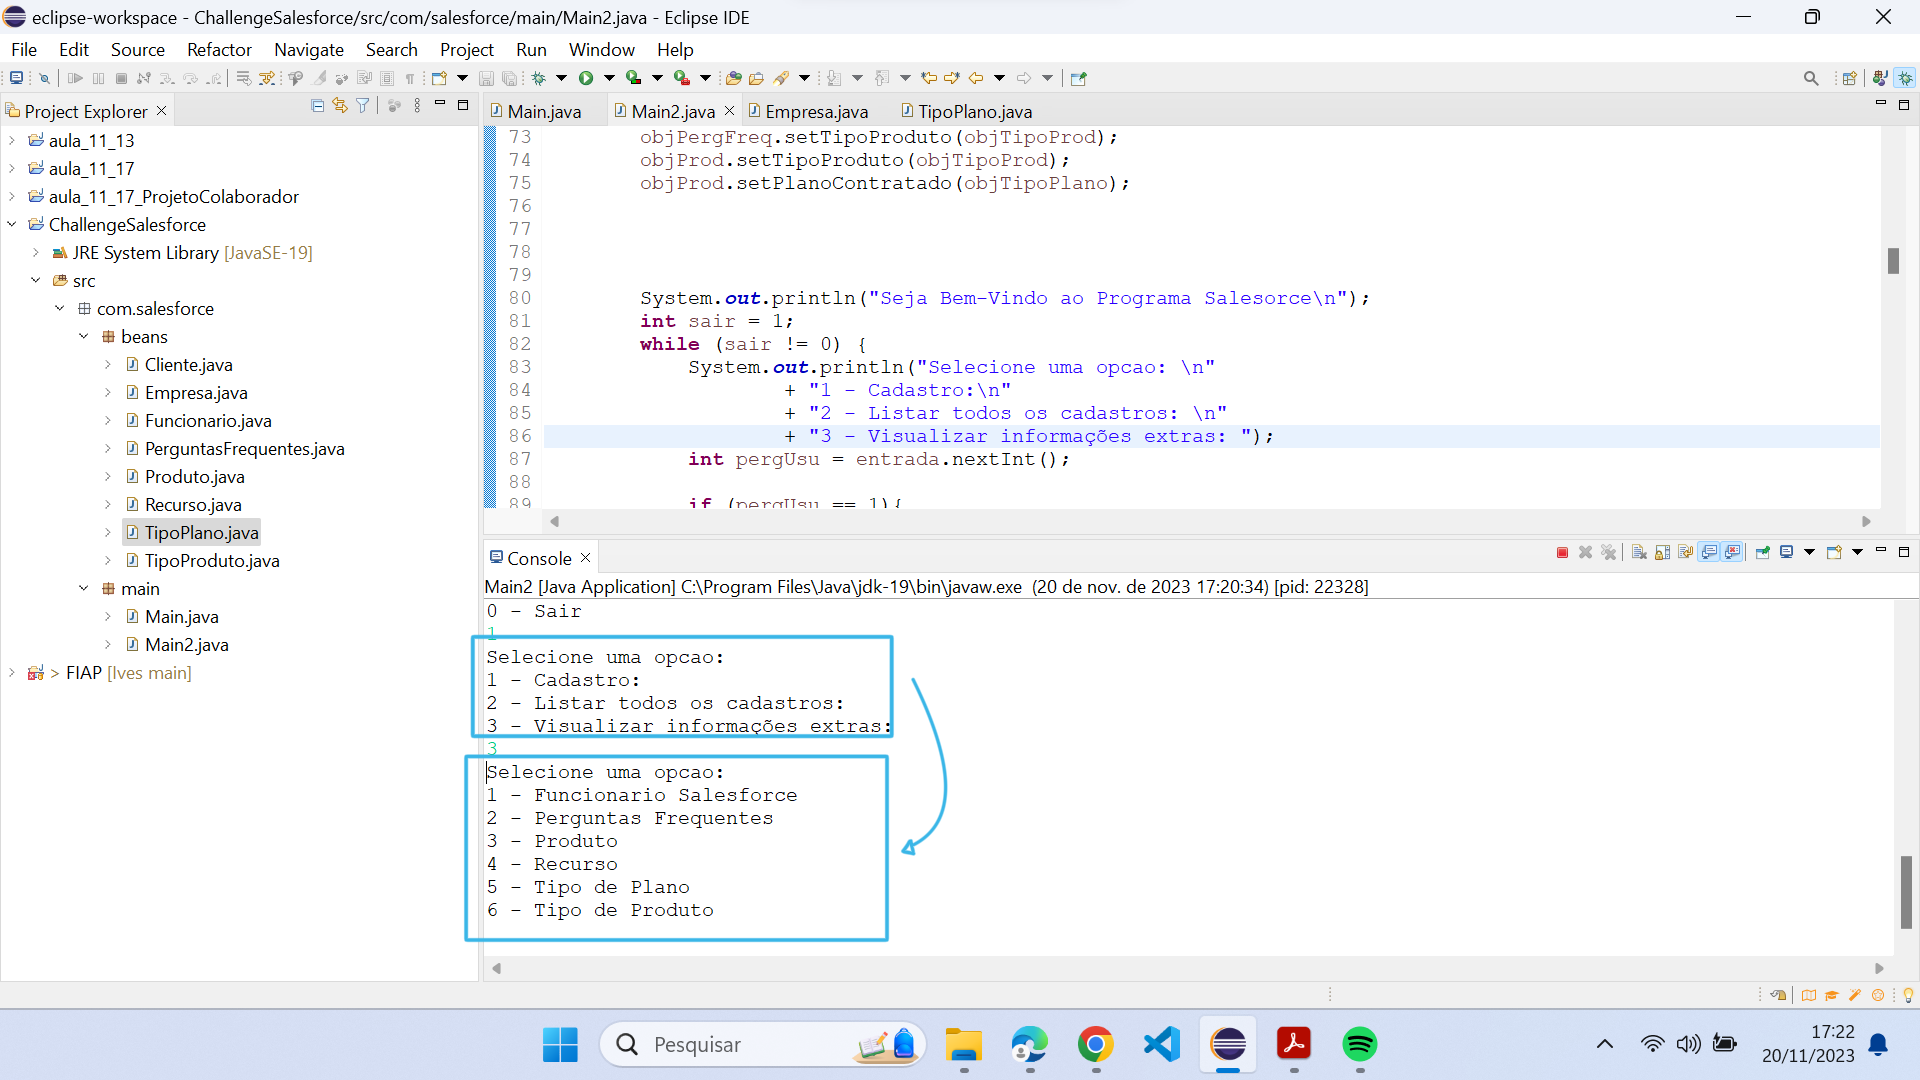 eclipse-workspace - ChallengeSalesforce/src/com/salesforce/main/Main2.java - Eclipse IDE
File Edit Source Refactor Navigate Search Project Run Window Help
Project Explorer
aula_11_13
aula_11_17
aula_11_17_ProjetoColaborador
ChallengeSalesforce
JRE System Library [JavaSE-19]
src
com.salesforce
beans
Cliente.java
Empresa.java
Funcionario.java
PerguntasFrequentes.java
Produto.java
Recurso.java
TipoPlano.java
TipoProduto.java
main
Main.java
Main2.java
> FIAP [Ives main]
Main.java Main2.java Empresa.java TipoPlano.java
73 objPergFreq.setTipoProduto(objTipoProd);
74 objProd.setTipoProduto(objTipoProd);
75 objProd.setPlanoContratado(objTipoPlano);
76
77
78
79
80 System.out.println("Seja Bem-Vindo ao Programa Salesorce\n");
81 int sair = 1;
82 while (sair != 0) {
83 System.out.println("Selecione uma opcao: \n"
84 + "1 - Cadastro:\n"
85 + "2 - Listar todos os cadastros: \n"
86 + "3 - Visualizar informações extras: ");
87 int pergUsu = entrada.nextInt();
88
89 if (pergUsu == 1){
Console
Main2 [Java Application] C:\Program Files\Java\jdk-19\bin\javaw.exe (20 de nov. de 2023 17:20:34) [pid: 22328]
0 - Sair
1
Selecione uma opcao:
1 - Cadastro:
2 - Listar todos os cadastros:
3 - Visualizar informações extras:
3
Selecione uma opcao:
1 - Funcionario Salesforce
2 - Perguntas Frequentes
3 - Produto
4 - Recurso
5 - Tipo de Plano
6 - Tipo de Produto
Pesquisar
17:22
20/11/2023